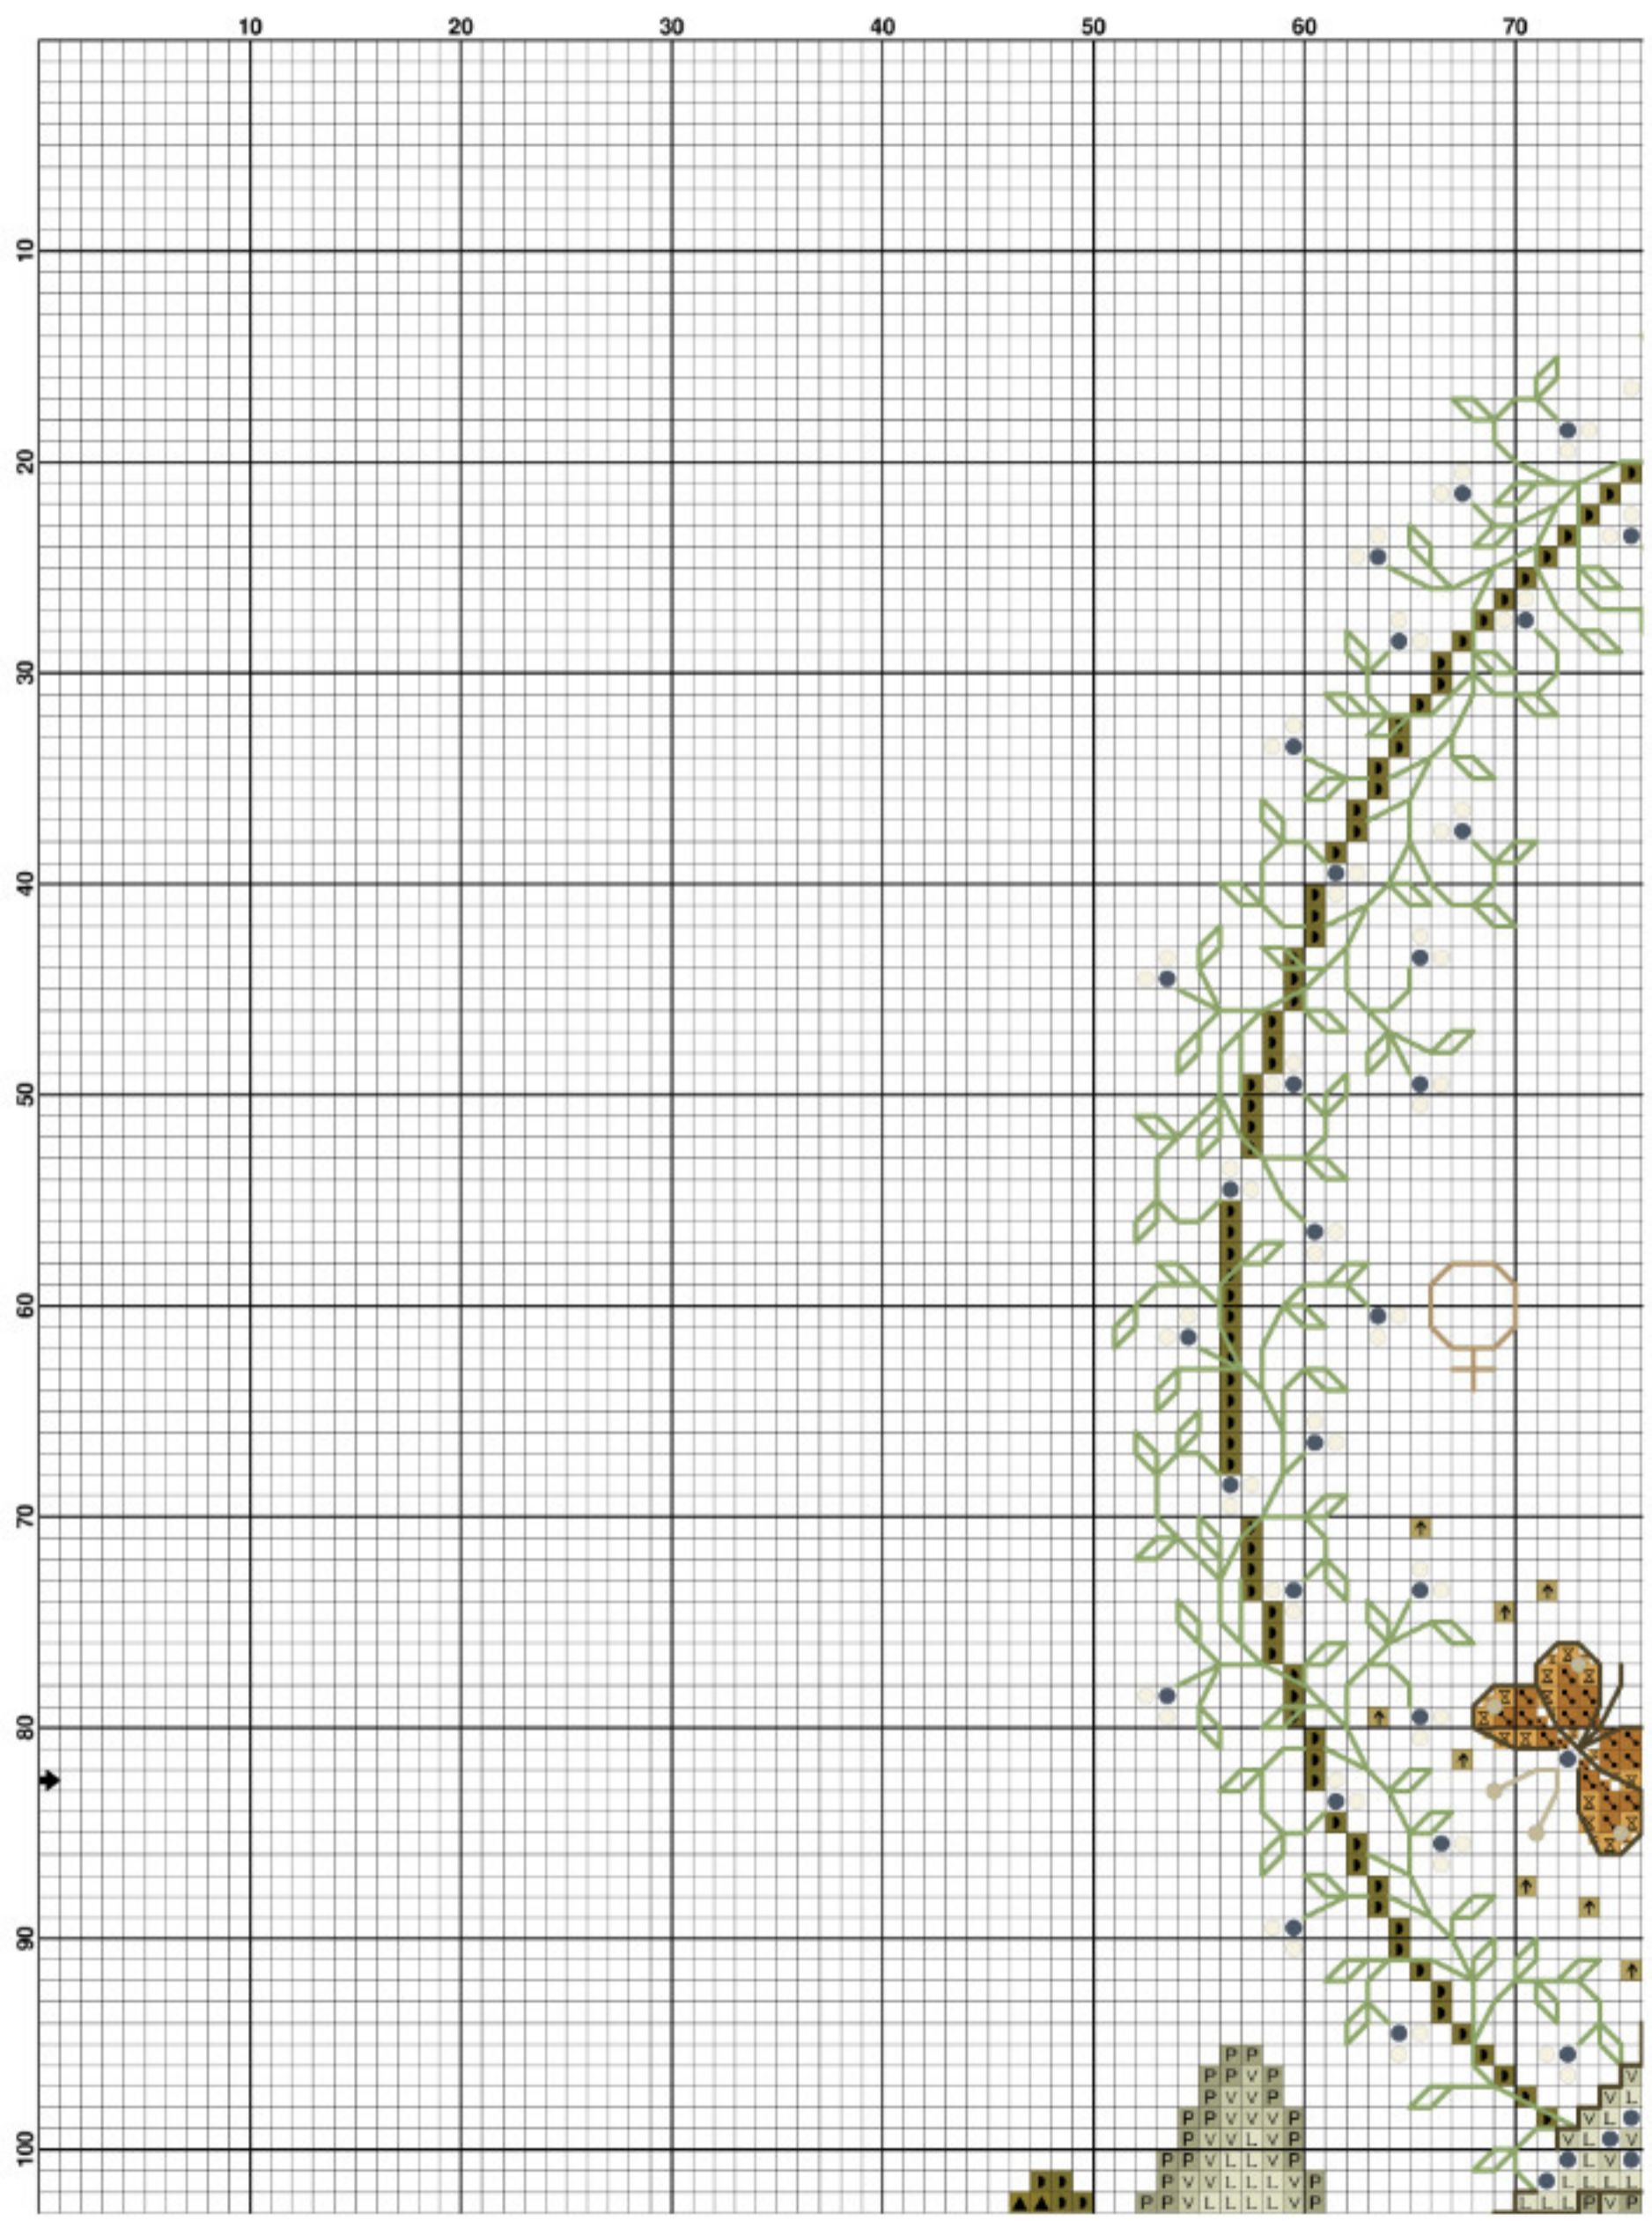 10 20 30 40 50 60 70
10
20
30
40
50
60
70
80
90
P P
P P V P V
P V V P V L
P P V V V P V L
100
P V V L V P V L V
P P V L L V P L V
P V V L L L V P L L L L
P P V L L L L V P L L L P V P